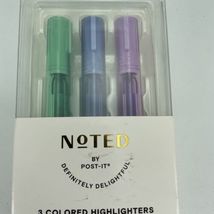 NOTED
BY
POST-IT®
DEFINITELY DELIGHTFUL
3 COLORED HIGHLIGHTERS